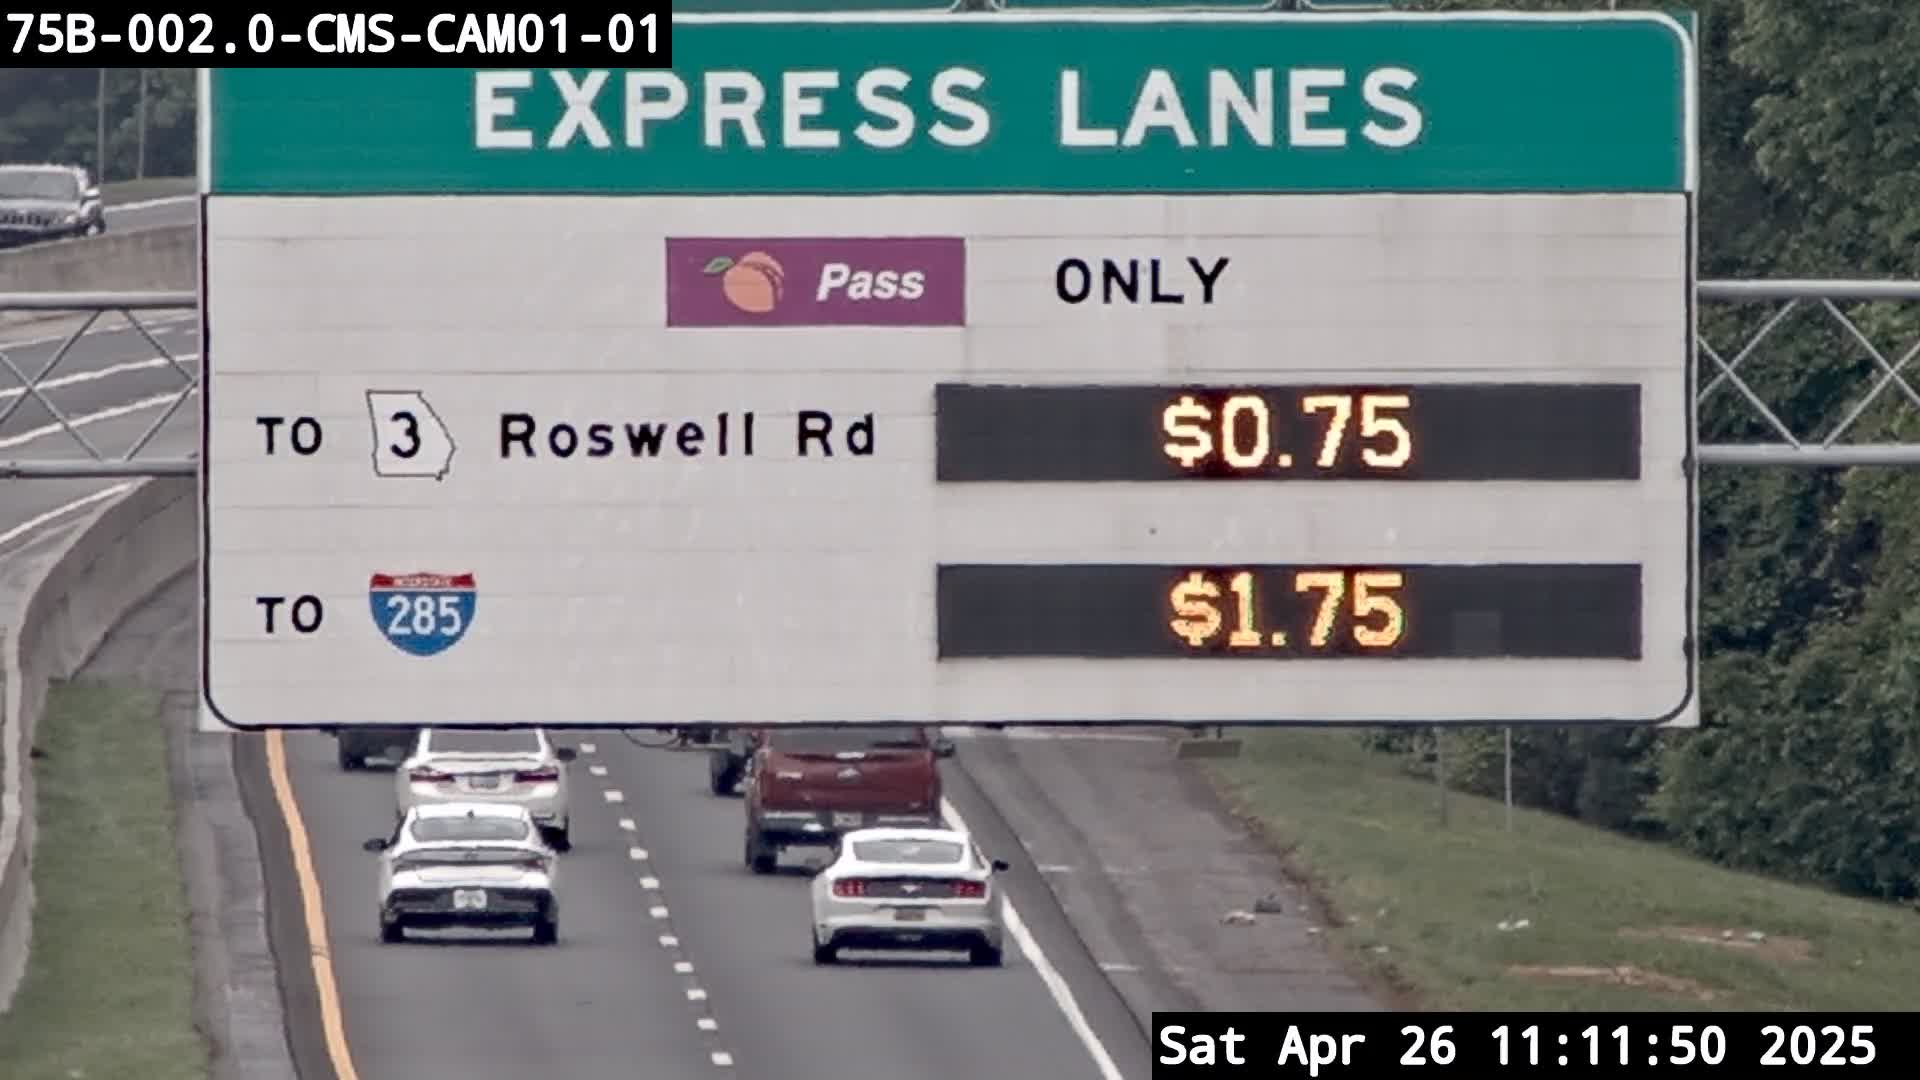 75B-002.0-CMS-CAM01-01
EXPRESS LANES
Pass ONLY
TO 3 Roswell Rd $0.75
TO 285 $1.75
Sat Apr 26 11:11:50 2025